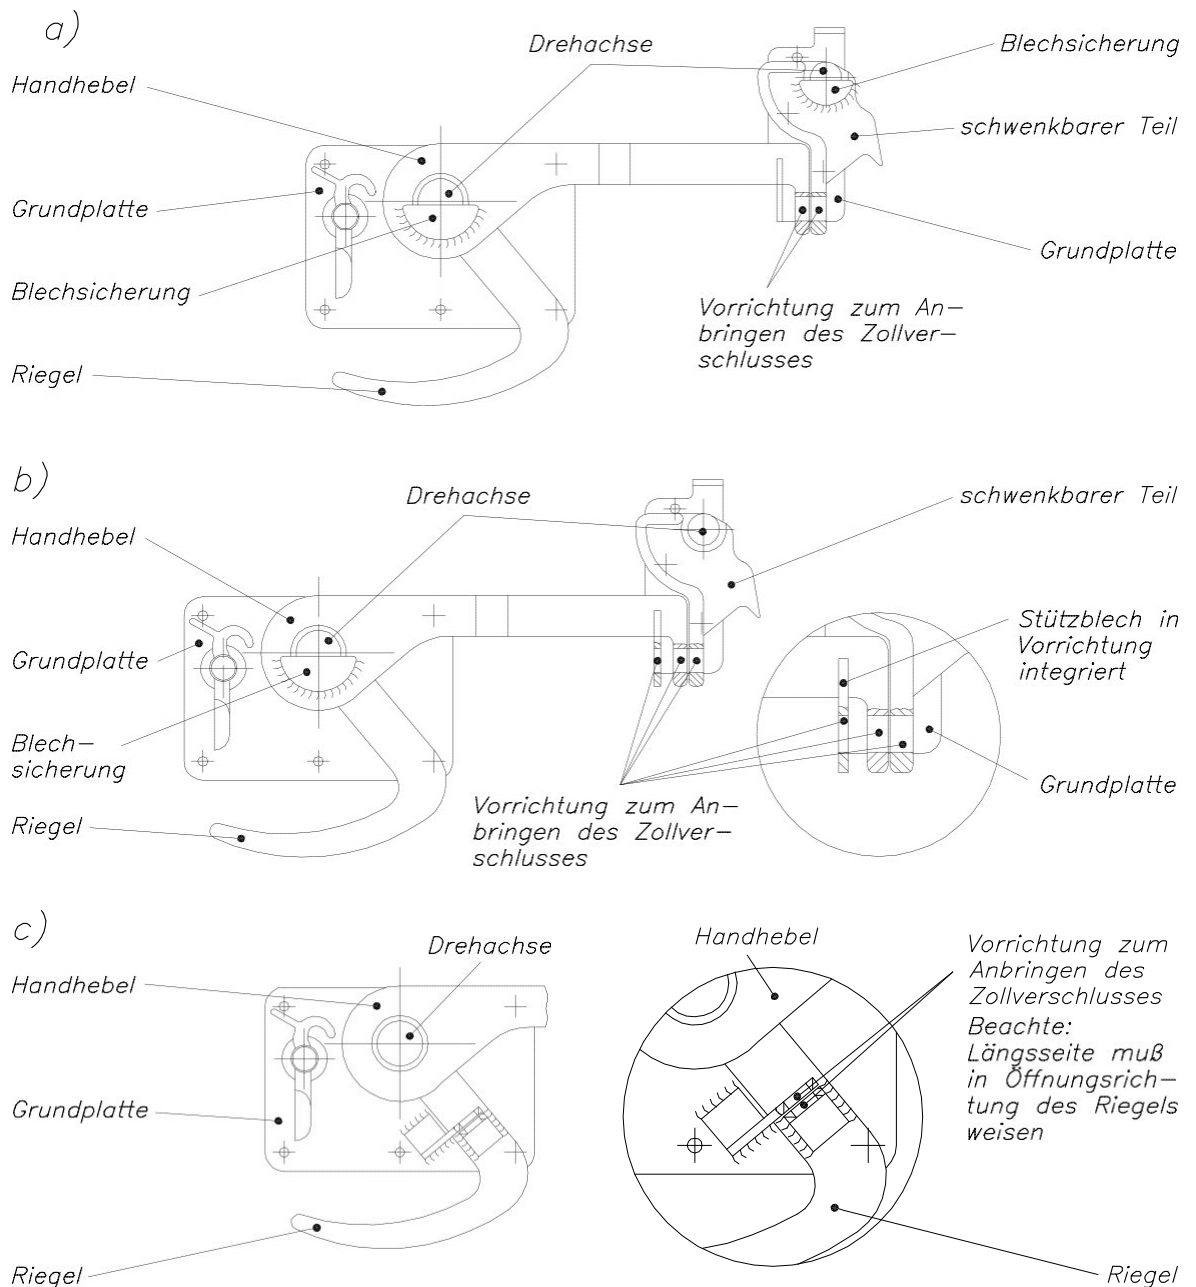 a)
Drehachse
Blechsicherung
Handhebel
schwenkbarer Teil
Grundplatte
Grundplatte
Blechsicherung
Vorrichtung zum An-
bringen des Zollver-
schlusses
Riegel
b)
Drehachse
schwenkbarer Teil
Handhebel
Stützblech in
Vorrichtung
integriert
Grundplatte
Blech-
sicherung
Grundplatte
Vorrichtung zum An-
bringen des Zollver-
schlusses
Riegel
c)
Drehachse
Handhebel
Grundplatte
Riegel
Handhebel
Vorrichtung zum
Anbringen des
Zollverschlusses
Beachte:
Längsseite muß
in Öffnungsrich-
tung des Riegels
weisen
Riegel